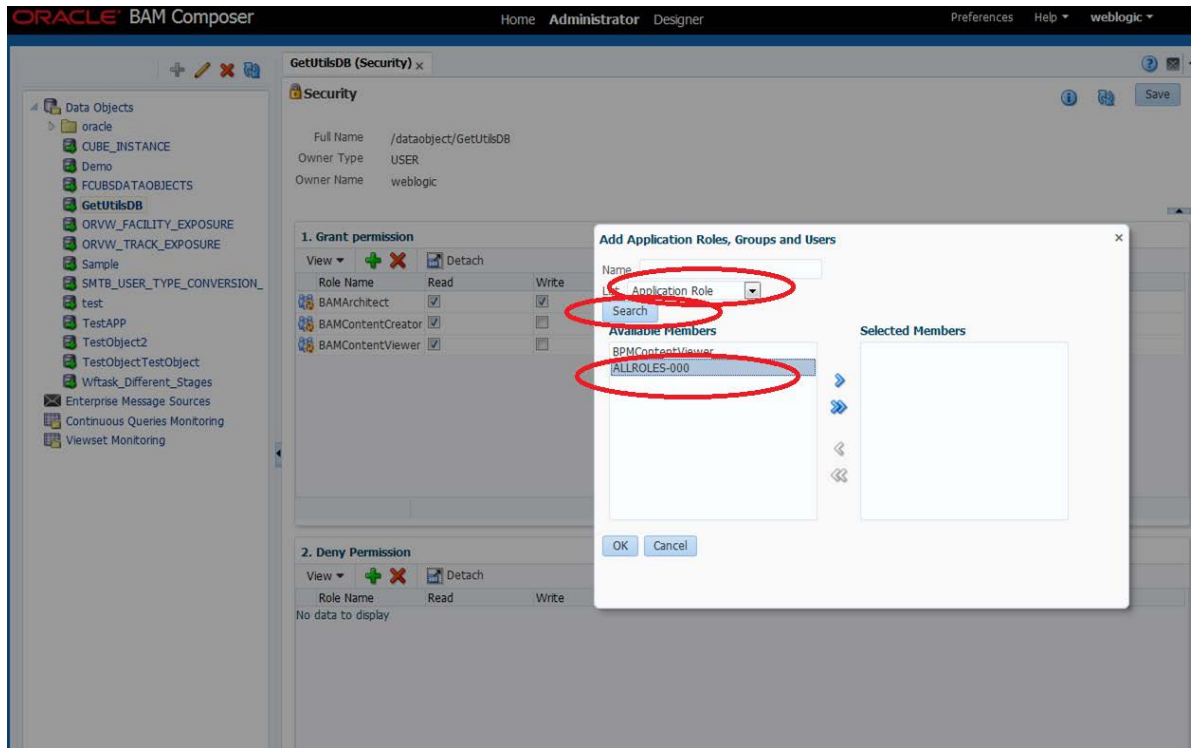 ORACLE BAM Composer
Home Administrator Designer
Preferences Help weblogic
GetUtilsDB (Security) x
Security
Save
Full Name /dataobject/GetUtilsDB
Owner Type USER
Owner Name weblogic
Data Objects
oracle
CUBE_INSTANCE
Demo
FCUBSDATAOBJECTS
GetUtilsDB
ORVW_FACILITY_EXPOSURE
ORVW_TRACK_EXPOSURE
Sample
SMTB_USER_TYPE_CONVERSION_
test
TestAPP
TestObject2
TestObjectTestObject
Wftask_Different_Stages
Enterprise Message Sources
Continuous Queries Monitoring
Viewset Monitoring
1. Grant permission
View Detach
Role Name Read Write
BAMArchitect
BAMContentCreator
BAMContentViewer
2. Deny Permission
View Detach
Role Name Read Write
No data to display
Add Application Roles, Groups and Users
Name
List Application Role
Search
Available Members
Selected Members
BPMContentViewer
ALLROLES-000
OK Cancel